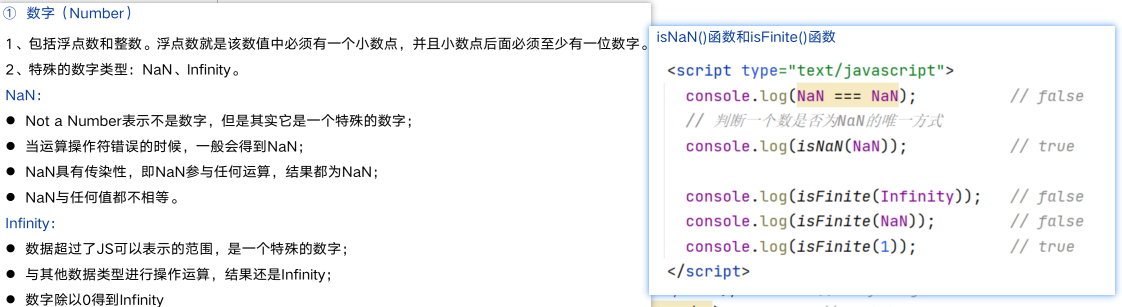 ① 数字（Number）
1、包括浮点数和整数。浮点数就是该数值中必须有一个小数点，并且小数点后面必须至少有一位数字。
2、特殊的数字类型：NaN、Infinity。
NaN：
● Not a Number表示不是数字，但是其实它是一个特殊的数字；
● 当运算操作符错误的时候，一般会得到NaN；
● NaN具有传染性，即NaN参与任何运算，结果都为NaN；
● NaN与任何值都不相等。
Infinity：
● 数据超过了JS可以表示的范围，是一个特殊的数字；
● 与其他数据类型进行操作运算，结果还是Infinity；
● 数字除以0得到Infinity
isNaN()函数和isFinite()函数
<script type="text/javascript">
console.log(NaN === NaN); // false
// 判断一个数是否为NaN的唯一方式
console.log(isNaN(NaN)); // true
console.log(isFinite(Infinity)); // false
console.log(isFinite(NaN)); // false
console.log(isFinite(1)); // true
</script>